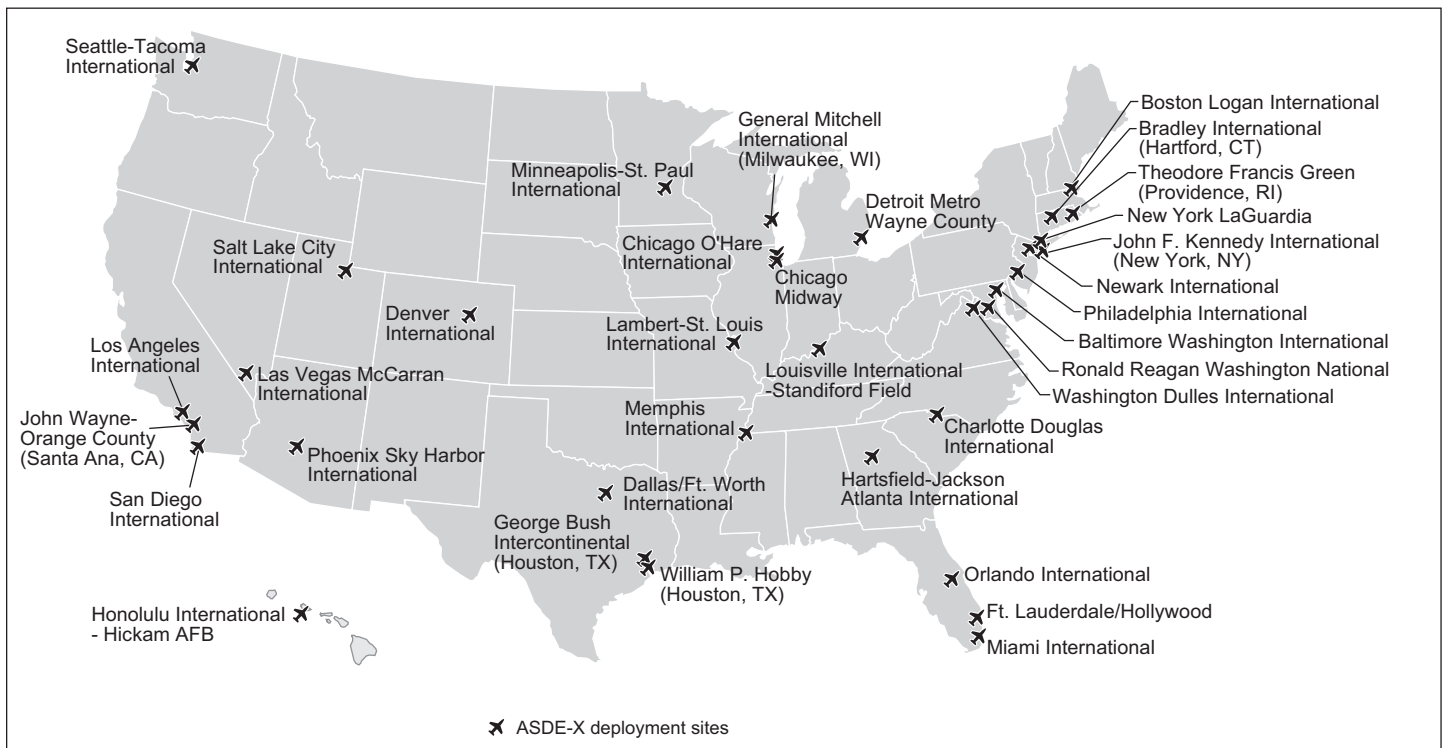 Seattle-Tacoma
International
General Mitchell
International
(Milwaukee, WI)
Boston Logan International
Bradley International
(Hartford, CT)
Minneapolis-St. Paul
International
Theodore Francis Green
(Providence, RI)
Detroit Metro
Wayne County
New York LaGuardia
John F. Kennedy International
(New York, NY)
Salt Lake City
International
Chicago O'Hare
International
Chicago
Midway
Newark International
Philadelphia International
Denver
International
Lambert-St. Louis
International
Baltimore Washington International
Los Angeles
International
Las Vegas McCarran
International
Louisville International
-Standiford Field
Ronald Reagan Washington National
Washington Dulles International
John Wayne-
Orange County
(Santa Ana, CA)
Memphis
International
Charlotte Douglas
International
Phoenix Sky Harbor
International
Hartsfield-Jackson
Atlanta International
San Diego
International
Dallas/Ft. Worth
International
George Bush
Intercontinental
(Houston, TX)
William P. Hobby
(Houston, TX)
Orlando International
Honolulu International
- Hickam AFB
Ft. Lauderdale/Hollywood
Miami International
ASDE-X deployment sites